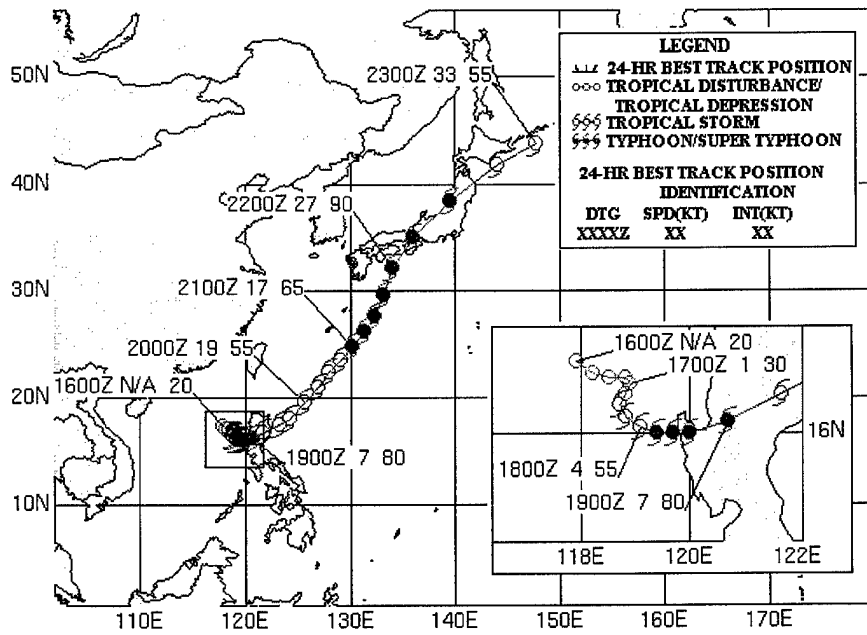 50N
40N
30N
20N
10N
110E
120E
130E
140E
150E
160E
170E
2300Z 33 55
2200Z 27 90
2100Z 17 65
2000Z 19 55
1600Z N/A 20
1900Z 7 80
LEGEND
24-HR BEST TRACK POSITION
TROPICAL DISTURBANCE/
TROPICAL DEPRESSION
TROPICAL STORM
TYPHOON/SUPER TYPHOON
24-HR BEST TRACK POSITION
IDENTIFICATION
DTG SPD(KT) INT(KT)
XXXXZ XX XX
1600Z N/A 20
1700Z 1 30
1800Z 4 55
1900Z 7 80
16N
118E
120E
122E